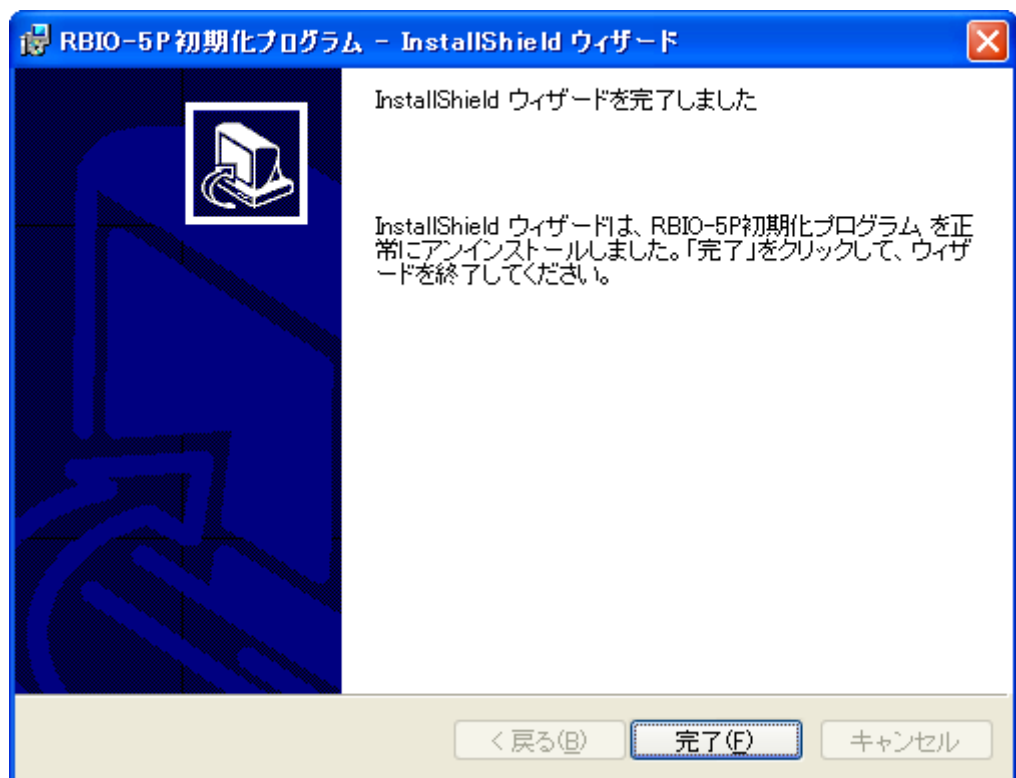 RBIO-5P初期化プログラム - InstallShield ウィザード
InstallShield ウィザードを完了しました
InstallShield ウィザードは、RBIO-5P初期化プログラム を正
常にアンインストールしました。「完了」をクリックして、ウィザ
ードを終了してください。
< 戻る(B)
完了(F)
キャンセル